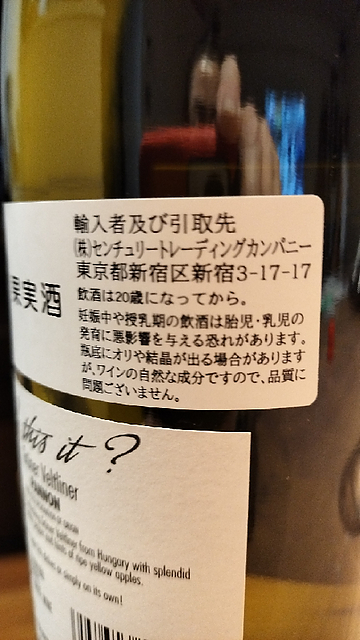 輸入者及び引取先
(株)センチュリートレーディングカンパニー
東京都新宿区新宿3-17-17
果実酒
飲酒は20歳になってから。
妊娠中や授乳期の飲酒は胎児・乳児の
発育に悪影響を与える恐れがあります。
瓶底にオリや結晶が出る場合があります
が、ワインの自然な成分ですので、品質に
問題ございません。
this it ?
Veltliner
from Hungary with splendid
of ripe yellow apples.
or simply on its own!